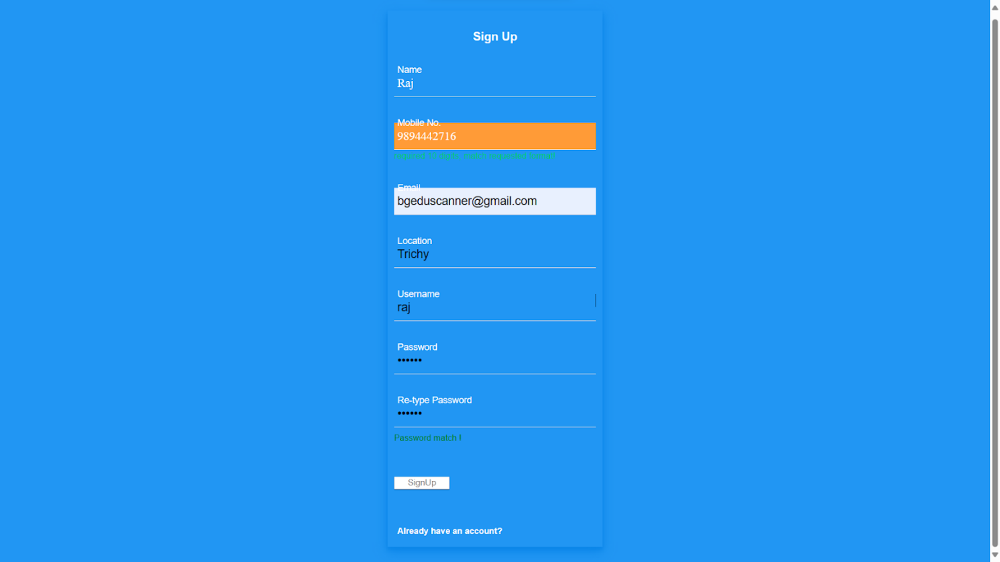 Sign Up
Name
Raj
Mobile No.
9894442716
required 10 digits, match requested format!
Email
bgeduscanner@gmail.com
Location
Trichy
Username
raj
Password
••••••
Re-type Password
••••••
Password match !
SignUp
Already have an account?